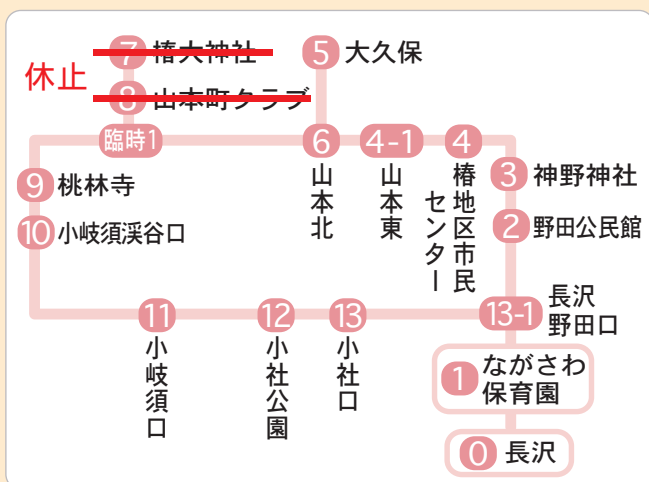 休止
7 椿大神社
8 山本町クラブ
臨時1
5 大久保
6 山本北
4-1 山本東
4 椿地区市民
センター
3 神野神社
2 野田公民館
9 桃林寺
10 小岐須渓谷口
11 小岐須口
12 小社公園
13 小社口
13-1 長沢
野田口
1 ながさわ
保育園
0 長沢